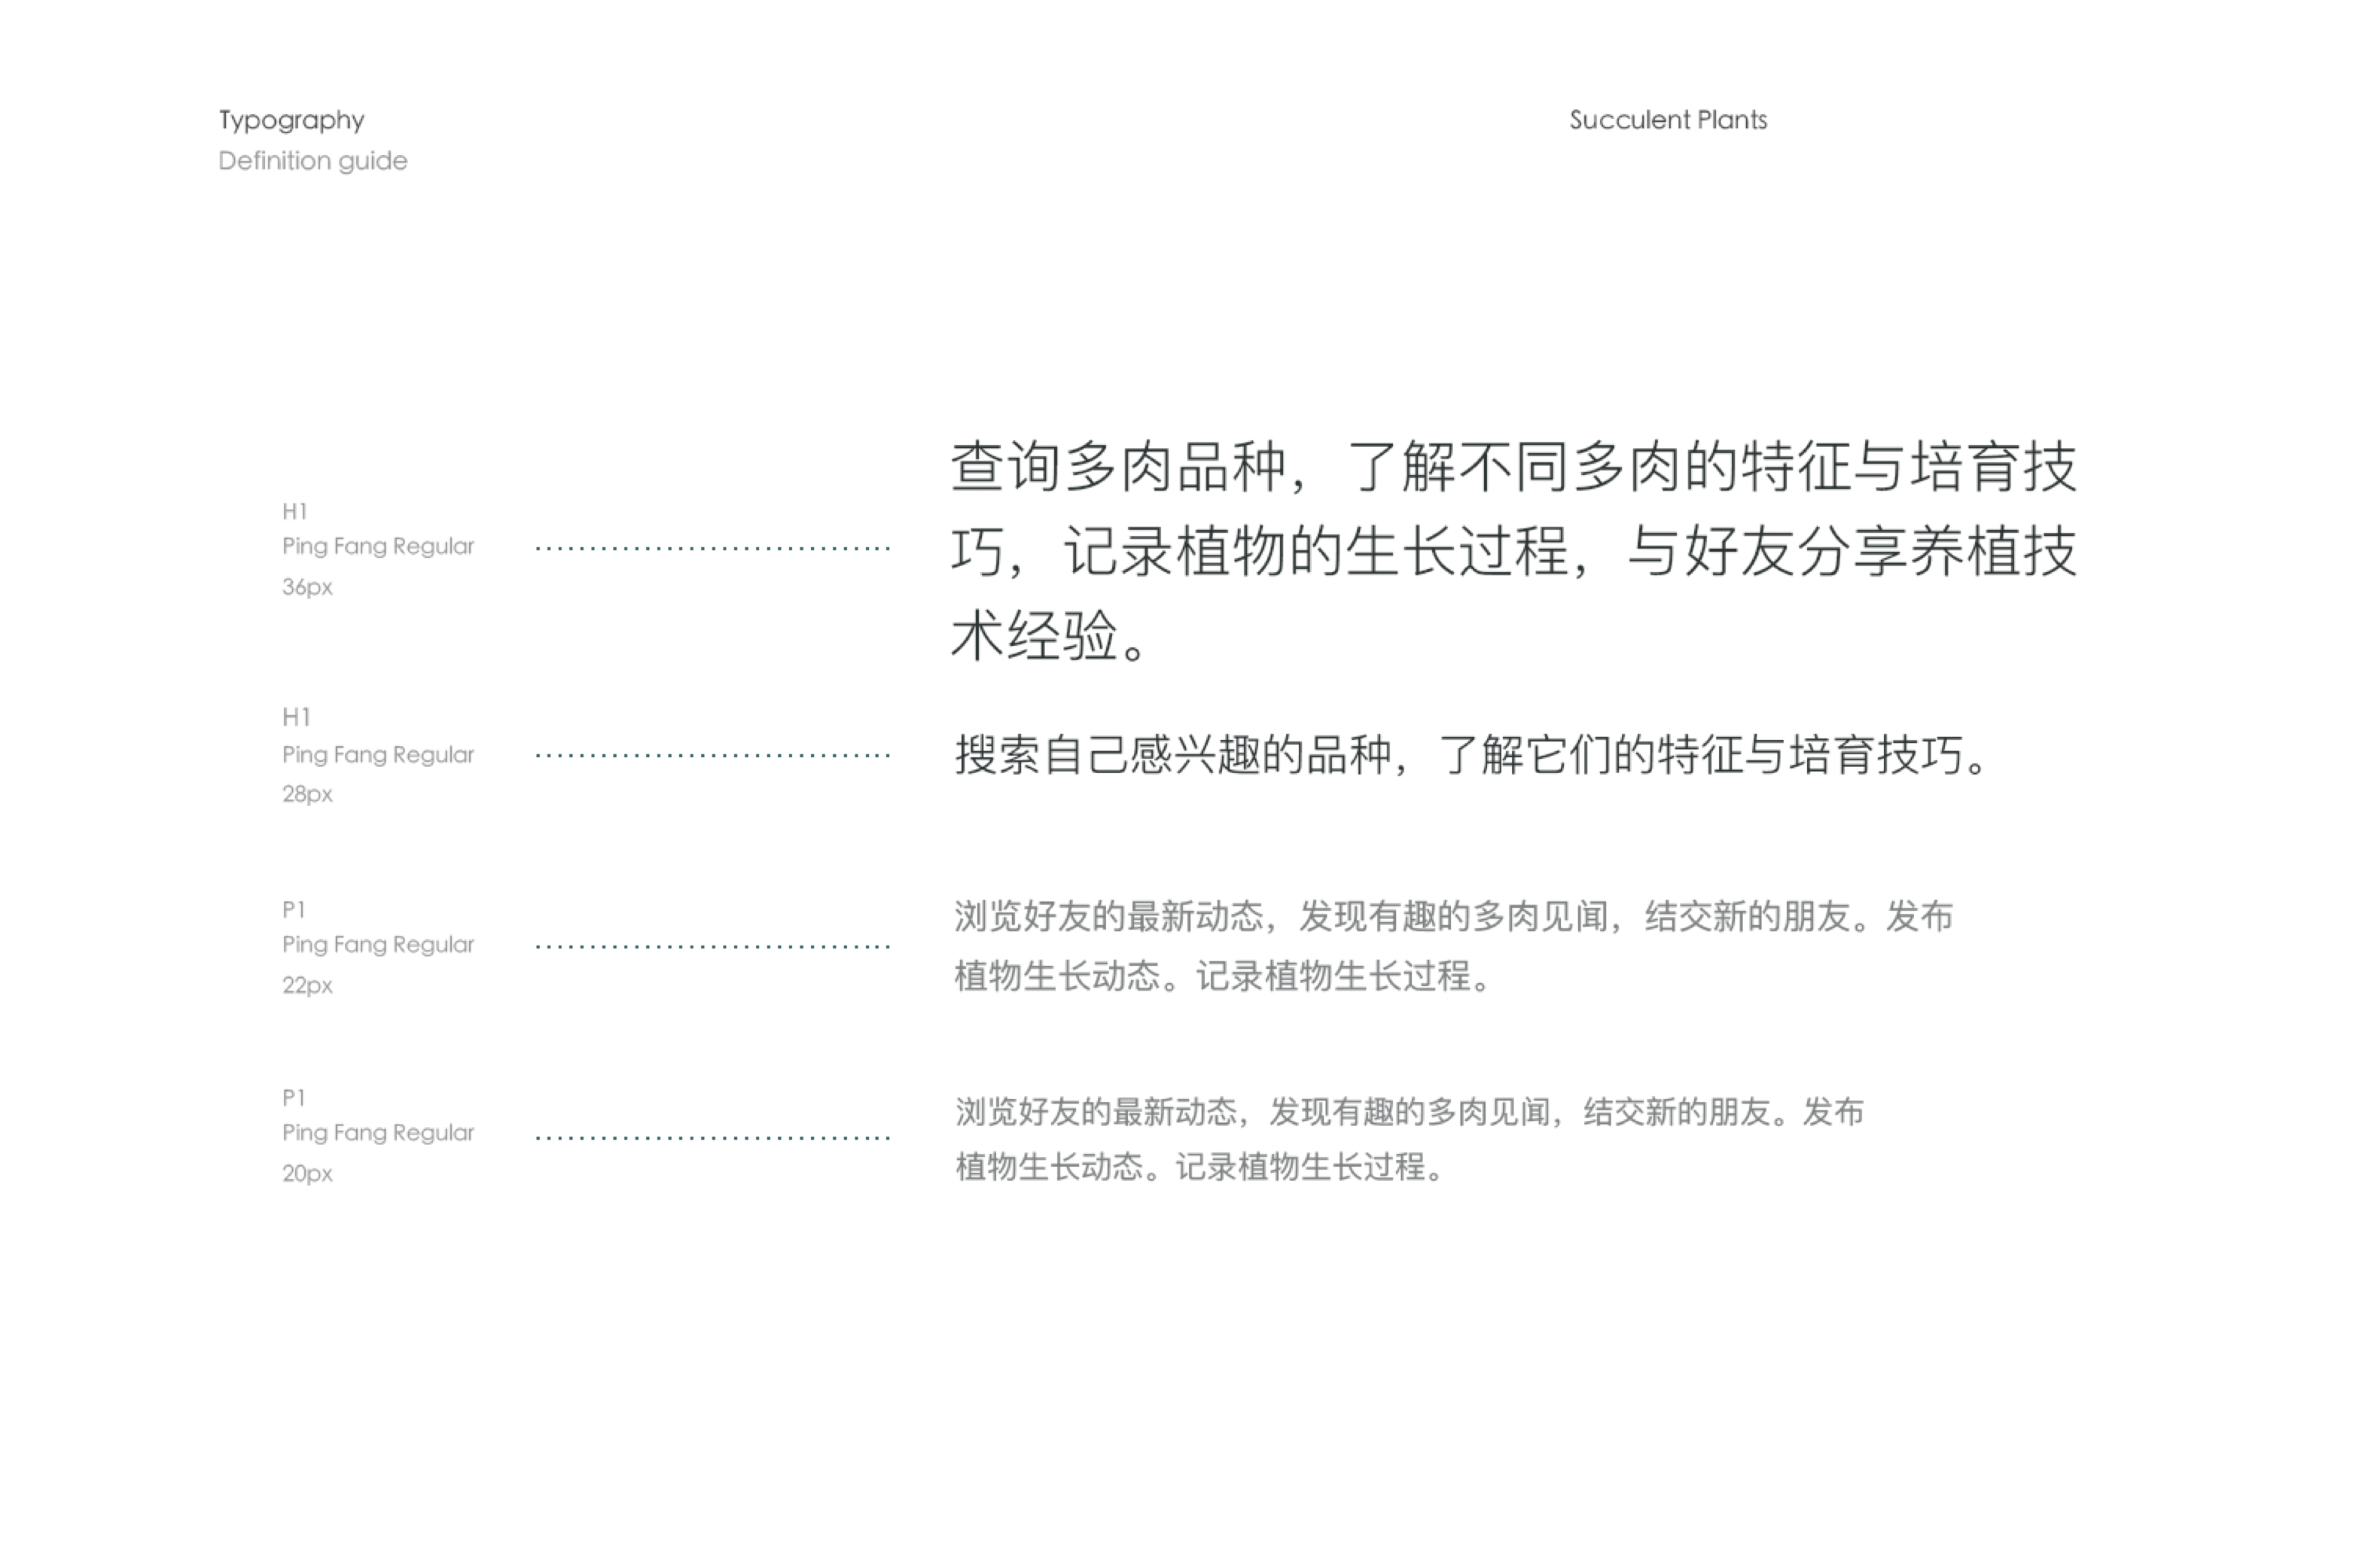 Typography
Succulent Plants
Definition guide
H1
Ping Fang Regular
36px
查询多肉品种，了解不同多肉的特征与培育技
巧，记录植物的生长过程，与好友分享养植技
术经验。
H1
Ping Fang Regular
28px
搜索自己感兴趣的品种，了解它们的特征与培育技巧。
P1
Ping Fang Regular
22px
浏览好友的最新动态，发现有趣的多肉见闻，结交新的朋友。发布
植物生长动态。记录植物生长过程。
P1
Ping Fang Regular
20px
浏览好友的最新动态，发现有趣的多肉见闻，结交新的朋友。发布
植物生长动态。记录植物生长过程。